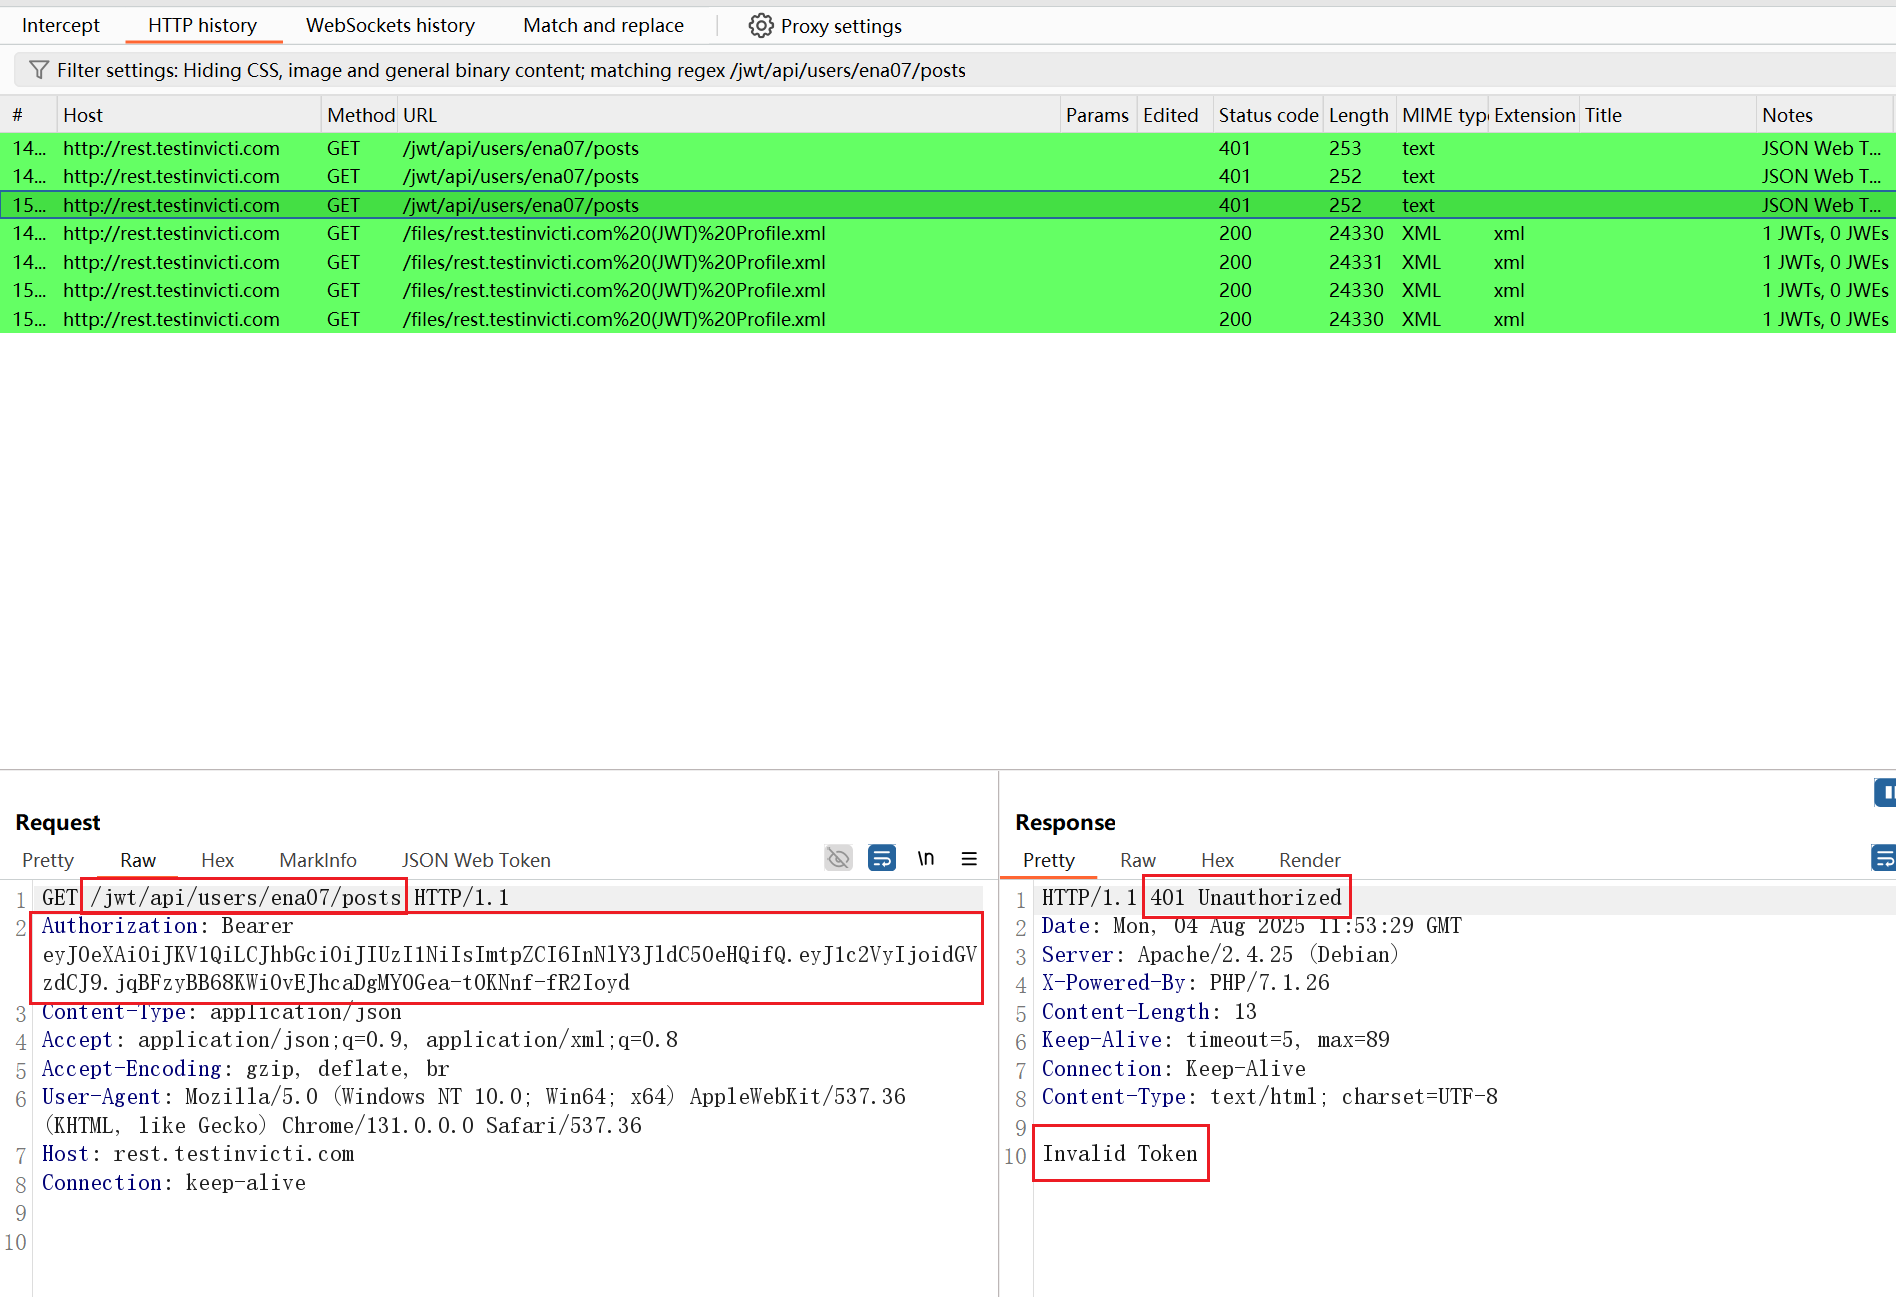 Intercept HTTP history WebSockets history Match and replace Proxy settings
Filter settings: Hiding CSS, image and general binary content; matching regex /jwt/api/users/ena07/posts
# Host Method URL Params Edited Status code Length MIME typ Extension Title Notes
14... http://rest.testinvicti.com GET /jwt/api/users/ena07/posts 401 253 text JSON Web T...
14... http://rest.testinvicti.com GET /jwt/api/users/ena07/posts 401 252 text JSON Web T...
15... http://rest.testinvicti.com GET /jwt/api/users/ena07/posts 401 252 text JSON Web T...
14... http://rest.testinvicti.com GET /files/rest.testinvicti.com%20(JWT)%20Profile.xml 200 24330 XML xml 1 JWTs, 0 JWEs
14... http://rest.testinvicti.com GET /files/rest.testinvicti.com%20(JWT)%20Profile.xml 200 24331 XML xml 1 JWTs, 0 JWEs
15... http://rest.testinvicti.com GET /files/rest.testinvicti.com%20(JWT)%20Profile.xml 200 24330 XML xml 1 JWTs, 0 JWEs
15... http://rest.testinvicti.com GET /files/rest.testinvicti.com%20(JWT)%20Profile.xml 200 24330 XML xml 1 JWTs, 0 JWEs
Request
Pretty Raw Hex MarkInfo JSON Web Token \n
1 GET /jwt/api/users/ena07/posts HTTP/1.1
2 Authorization: Bearer
eyJ0eXAiOiJKV1QiLCJhbGciOiJIUzI1NiIsImtpZCI6InNlY3JldC50eHQifQ.eyJ1c2VyIjoidGV
zdCJ9.jqBFzyBB68KWi0vEJhcaDgMY0Gea-t0KNnf-fR2Ioyd
3 Content-Type: application/json
4 Accept: application/json;q=0.9, application/xml;q=0.8
5 Accept-Encoding: gzip, deflate, br
6 User-Agent: Mozilla/5.0 (Windows NT 10.0; Win64; x64) AppleWebKit/537.36
(KHTML, like Gecko) Chrome/131.0.0.0 Safari/537.36
7 Host: rest.testinvicti.com
8 Connection: keep-alive
9
10
Response
Pretty Raw Hex Render
1 HTTP/1.1 401 Unauthorized
2 Date: Mon, 04 Aug 2025 11:53:29 GMT
3 Server: Apache/2.4.25 (Debian)
4 X-Powered-By: PHP/7.1.26
5 Content-Length: 13
6 Keep-Alive: timeout=5, max=89
7 Connection: Keep-Alive
8 Content-Type: text/html; charset=UTF-8
9
10 Invalid Token